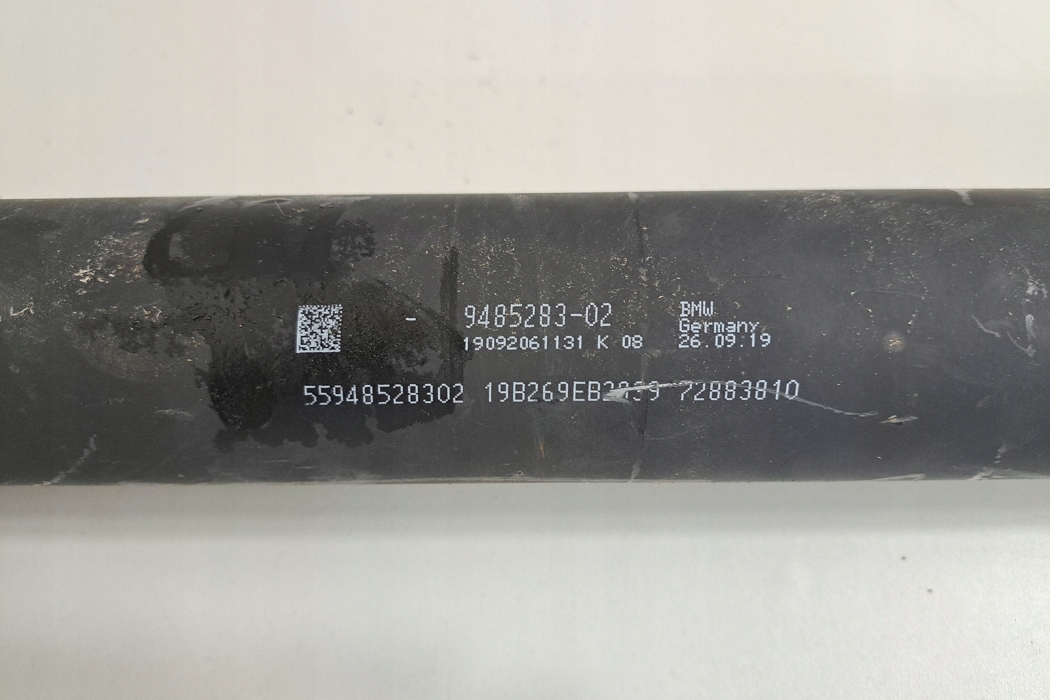 - 9485283-02
19092061131 K 08
BMW
Germany
26.09.19
55948528302 72883810